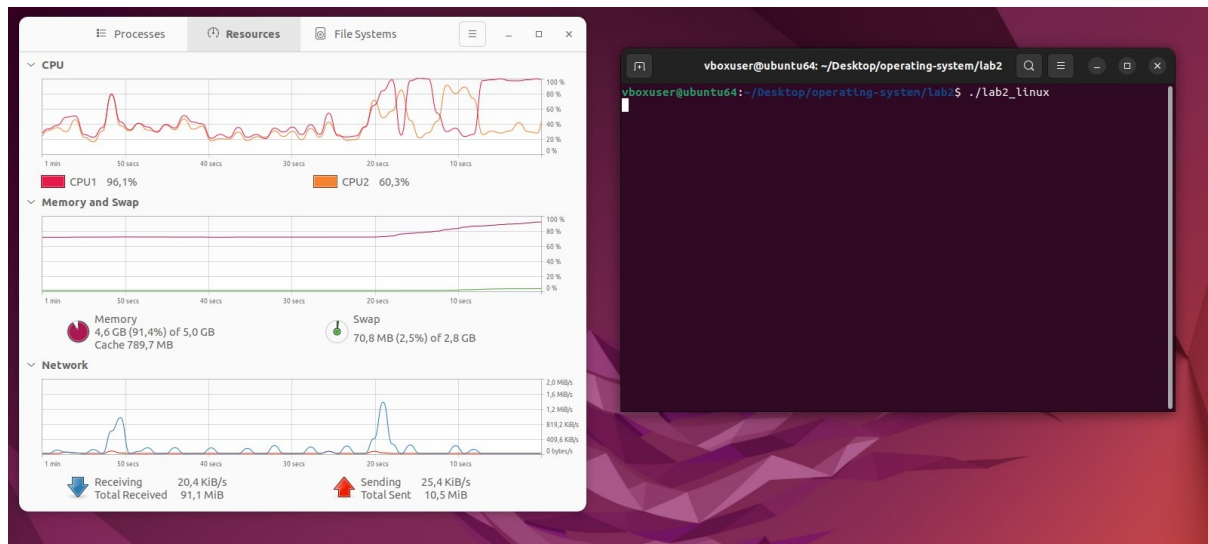 Processes Resources File Systems
CPU
100 %
80 %
60 %
40 %
20 %
0 %
1 min 50 secs 40 secs 30 secs 20 secs 10 secs
CPU1 96,1% CPU2 60,3%
Memory and Swap
100 %
80 %
60 %
40 %
20 %
0 %
1 min 50 secs 40 secs 30 secs 20 secs 10 secs
Memory
4,6 GB (91,4%) of 5,0 GB
Cache 789,7 MB
Swap
70,8 MB (2,5%) of 2,8 GB
Network
2,0 MiB/s
1,6 MiB/s
1,2 MiB/s
819,2 KiB/s
409,6 KiB/s
0 bytes/s
1 min 50 secs 40 secs 30 secs 20 secs 10 secs
Receiving 20,4 KiB/s
Total Received 91,1 MiB
Sending 25,4 KiB/s
Total Sent 10,5 MiB
vboxuser@ubuntu64: ~/Desktop/operating-system/lab2
vboxuser@ubuntu64:~/Desktop/operating-system/lab2$ ./lab2_linux